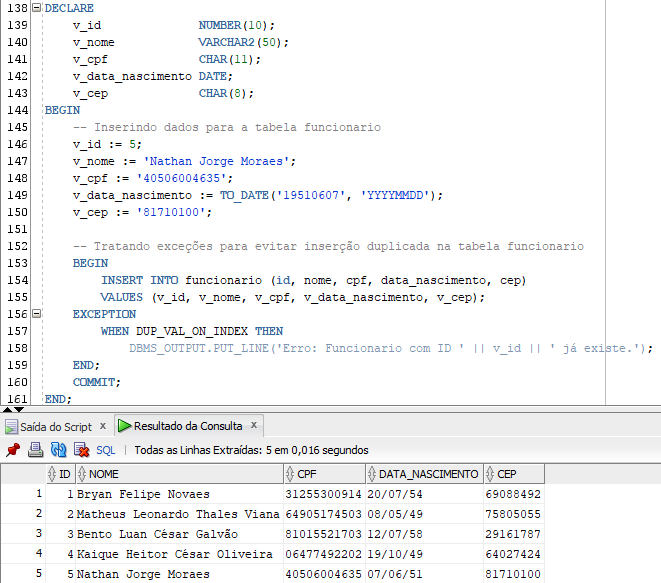 138 DECLARE
139 v_id NUMBER(10);
140 v_nome VARCHAR2(50);
141 v_cpf CHAR(11);
142 v_data_nascimento DATE;
143 v_cep CHAR(8);
144 BEGIN
145 -- Inserindo dados para a tabela funcionario
146 v_id := 5;
147 v_nome := 'Nathan Jorge Moraes';
148 v_cpf := '40506004635';
149 v_data_nascimento := TO_DATE('19510607', 'YYYYMMDD');
150 v_cep := '81710100';
151
152 -- Tratando exceções para evitar inserção duplicada na tabela funcionario
153 BEGIN
154 INSERT INTO funcionario (id, nome, cpf, data_nascimento, cep)
155 VALUES (v_id, v_nome, v_cpf, v_data_nascimento, v_cep);
156 EXCEPTION
157 WHEN DUP_VAL_ON_INDEX THEN
158 DBMS_OUTPUT.PUT_LINE('Erro: Funcionario com ID ' || v_id || ' já existe.');
159 END;
160 COMMIT;
161 END;
Saída do Script x Resultado da Consulta x
SQL | Todas as Linhas Extraídas: 5 em 0,016 segundos
ID NOME CPF DATA_NASCIMENTO CEP
1 1 Bryan Felipe Novaes 31255300914 20/07/54 69088492
2 2 Matheus Leonardo Thales Viana 64905174503 08/05/49 75805055
3 3 Bento Luan César Galvão 81015521703 12/07/58 29161787
4 4 Kaique Heitor César Oliveira 06477492202 19/10/49 64027424
5 5 Nathan Jorge Moraes 40506004635 07/06/51 81710100